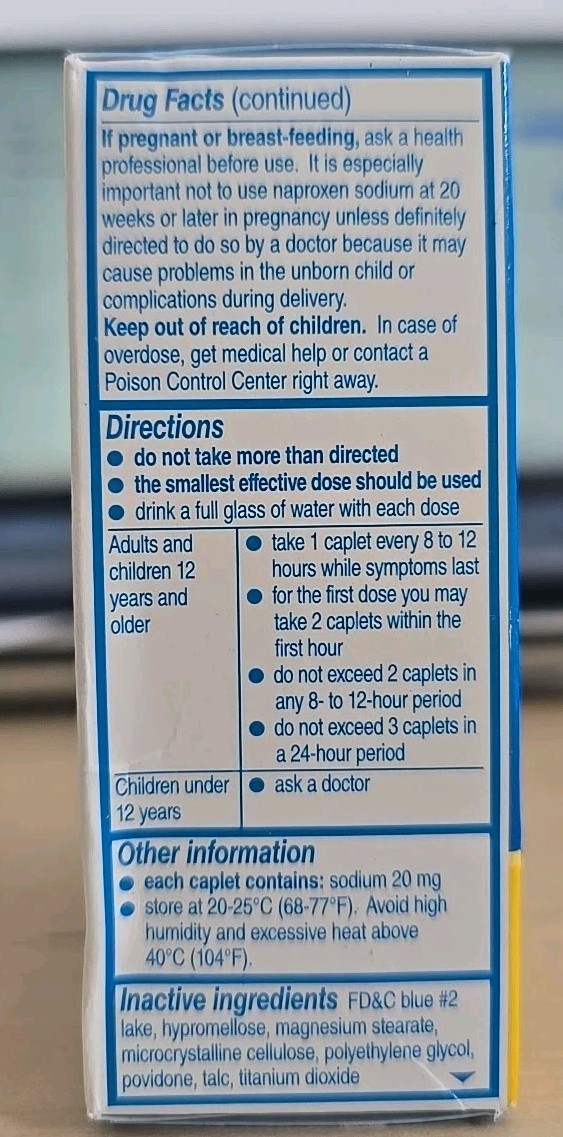 Drug Facts (continued)
If pregnant or breast-feeding, ask a health
professional before use. It is especially
important not to use naproxen sodium at 20
weeks or later in pregnancy unless definitely
directed to do so by a doctor because it may
cause problems in the unborn child or
complications during delivery.
Keep out of reach of children. In case of
overdose, get medical help or contact a
Poison Control Center right away.
Directions
● do not take more than directed
● the smallest effective dose should be used
● drink a full glass of water with each dose
Adults and
children 12
years and
older
● take 1 caplet every 8 to 12
hours while symptoms last
● for the first dose you may
take 2 caplets within the
first hour
● do not exceed 2 caplets in
any 8- to 12-hour period
● do not exceed 3 caplets in
a 24-hour period
Children under
12 years
● ask a doctor
Other information
● each caplet contains: sodium 20 mg
● store at 20-25°C (68-77°F). Avoid high
humidity and excessive heat above
40°C (104°F).
Inactive ingredients FD&C blue #2
lake, hypromellose, magnesium stearate,
microcrystalline cellulose, polyethylene glycol,
povidone, talc, titanium dioxide